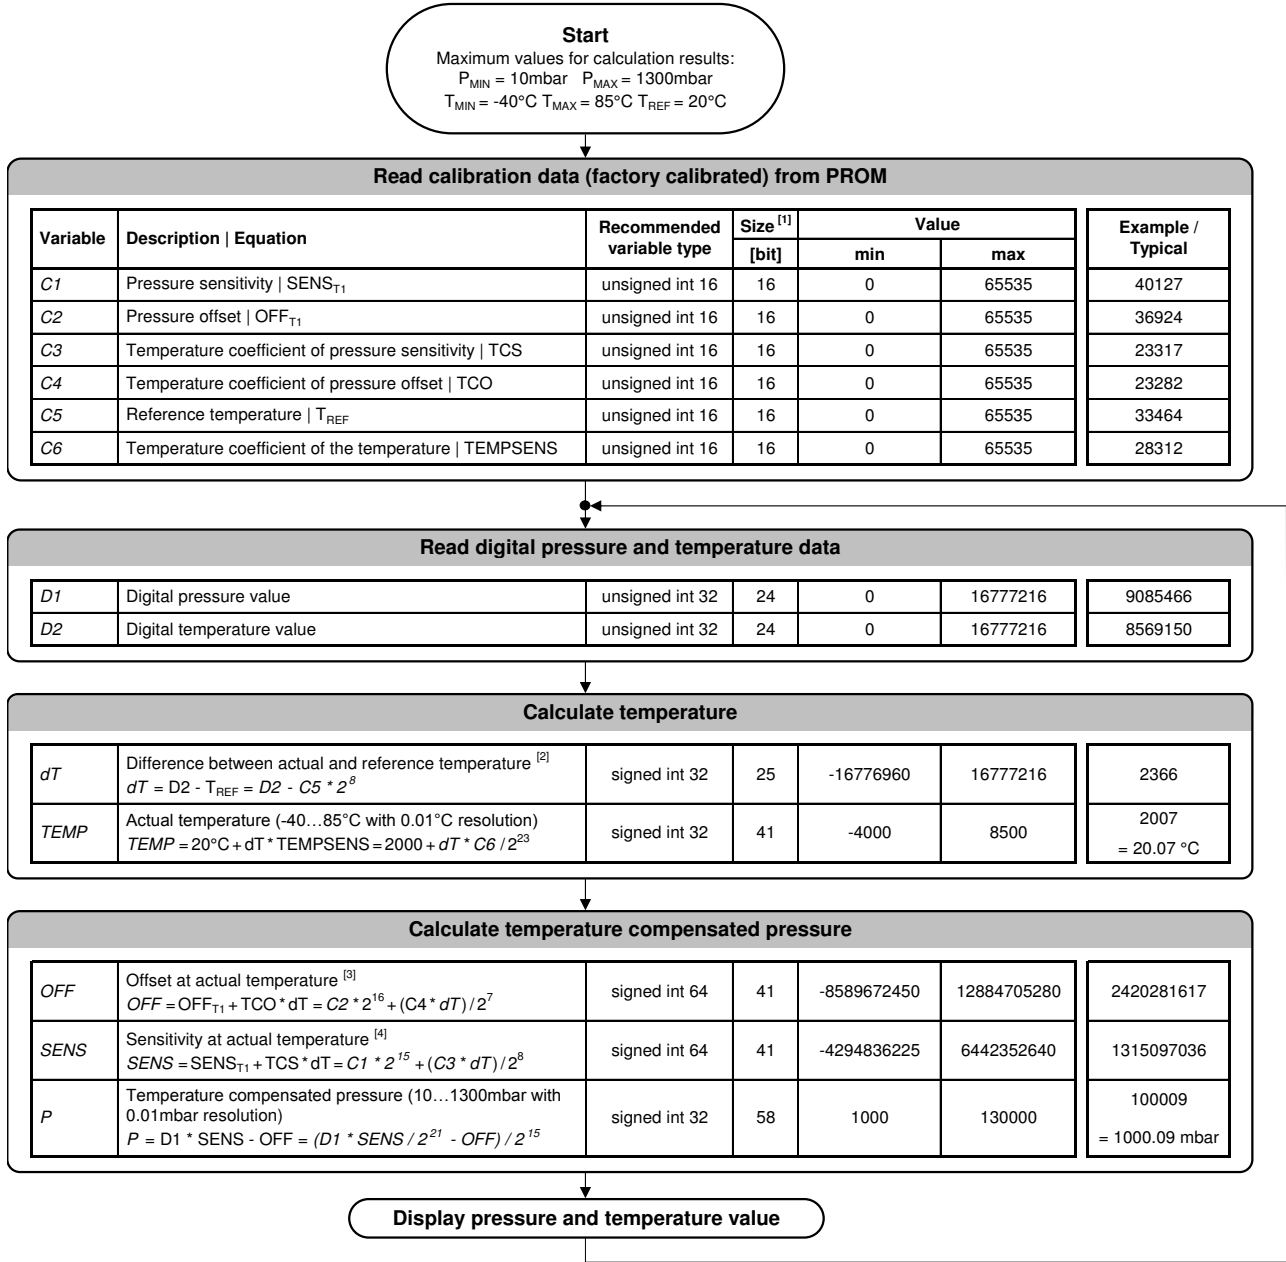 Start
Maximum values for calculation results:
P_MIN = 10mbar P_MAX = 1300mbar
T_MIN = -40°C T_MAX = 85°C T_REF = 20°C
Read calibration data (factory calibrated) from PROM
Variable Description | Equation Recommended variable type Size [1] [bit] Value min max Example / Typical
C1 Pressure sensitivity | SENS_T1 unsigned int 16 16 0 65535 40127
C2 Pressure offset | OFF_T1 unsigned int 16 16 0 65535 36924
C3 Temperature coefficient of pressure sensitivity | TCS unsigned int 16 16 0 65535 23317
C4 Temperature coefficient of pressure offset | TCO unsigned int 16 16 0 65535 23282
C5 Reference temperature | T_REF unsigned int 16 16 0 65535 33464
C6 Temperature coefficient of the temperature | TEMPSENS unsigned int 16 16 0 65535 28312
Read digital pressure and temperature data
D1 Digital pressure value unsigned int 32 24 0 16777216 9085466
D2 Digital temperature value unsigned int 32 24 0 16777216 8569150
Calculate temperature
dT Difference between actual and reference temperature [2]
dT = D2 - T_REF = D2 - C5 * 2^8 signed int 32 25 -16776960 16777216 2366
TEMP Actual temperature (-40…85°C with 0.01°C resolution)
TEMP = 20°C + dT * TEMPSENS = 2000 + dT * C6 / 2^23 signed int 32 41 -4000 8500 2007
= 20.07 °C
Calculate temperature compensated pressure
OFF Offset at actual temperature [3]
OFF = OFF_T1 + TCO * dT = C2 * 2^16 + (C4 * dT) / 2^7 signed int 64 41 -8589672450 12884705280 2420281617
SENS Sensitivity at actual temperature [4]
SENS = SENS_T1 + TCS * dT = C1 * 2^15 + (C3 * dT) / 2^8 signed int 64 41 -4294836225 6442352640 1315097036
P Temperature compensated pressure (10…1300mbar with
0.01mbar resolution)
P = D1 * SENS - OFF = (D1 * SENS / 2^21 - OFF) / 2^15 signed int 32 58 1000 130000 100009
= 1000.09 mbar
Display pressure and temperature value